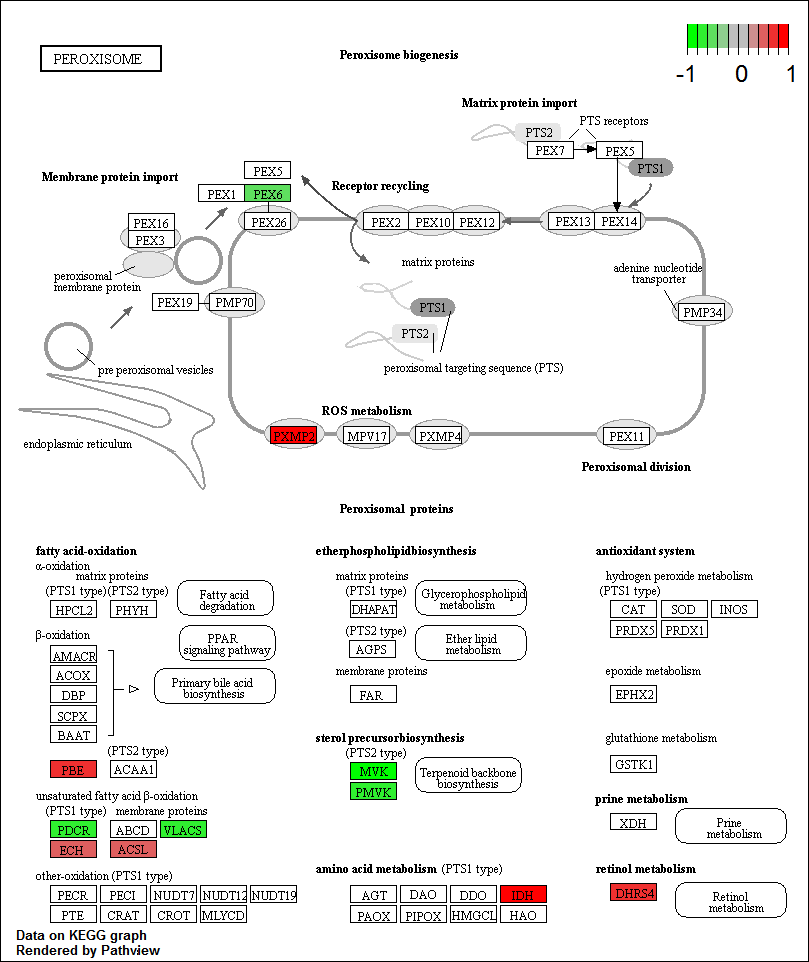 PEROXISOME
Peroxisome biogenesis
-1 0 1
Matrix protein import
PTS2
PTS receptors
PEX7
PEX5
PTS1
Membrane protein import
PEX5
PEX1
PEX6
PEX26
Receptor recycling
PEX2
PEX10
PEX12
PEX13
PEX14
PEX16
PEX3
peroxisomal
membrane protein
matrix proteins
adenine nucleotide
transporter
PEX19
PMP70
PTS1
PTS2
PMP34
pre peroxisomal vesicles
peroxisomal targeting sequence (PTS)
ROS metabolism
endoplasmic reticulum
PXMP2
MPV17
PXMP4
PEX11
Peroxisomal division
Peroxisomal proteins
fatty acid-oxidation
α-oxidation
matrix proteins
(PTS1 type) (PTS2 type)
HPCL2
PHYH
Fatty acid
degradation
β-oxidation
PPAR
signaling pathway
AMACR
ACOX
DBP
SCPX
BAAT
Primary bile acid
biosynthesis
(PTS2 type)
PBE
ACAA1
unsaturated fatty acid β-oxidation
(PTS1 type) membrane proteins
PDCR
ABCD
VLACS
ECH
ACSL
other-oxidation (PTS1 type)
PECR
PECI
NUDT7
NUDT12
NUDT19
PTE
CRAT
CROT
MLYCD
etherphospholipidbiosynthesis
matrix proteins
(PTS1 type)
DHAPAT
Glycerophospholipid
metabolism
(PTS2 type)
AGPS
Ether lipid
metabolism
membrane proteins
FAR
sterol precursorbiosynthesis
(PTS2 type)
MVK
PMVK
Terpenoid backbone
biosynthesis
amino acid metabolism (PTS1 type)
AGT
DAO
DDO
IDH
PAOX
PIPOX
HMGCL
HAO
antioxidant system
hydrogen peroxide metabolism
(PTS1 type)
CAT
SOD
INOS
PRDX5
PRDX1
epoxide metabolism
EPHX2
glutathione metabolism
GSTK1
prine metabolism
XDH
Prine
metabolism
retinol metabolism
DHRS4
Retinol
metabolism
Data on KEGG graph
Rendered by Pathview